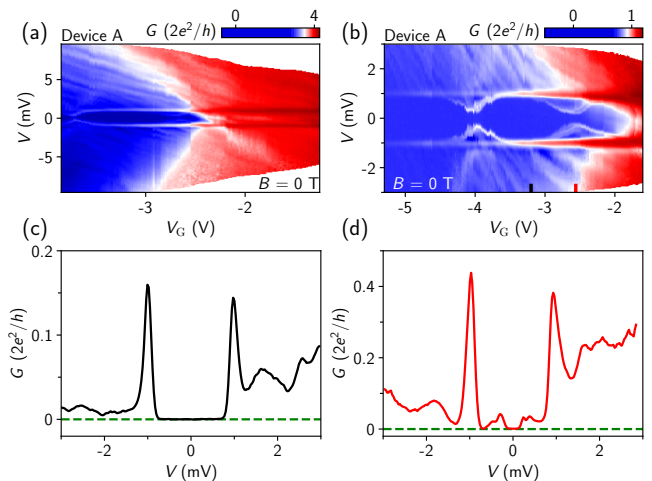 (a) Device A G (2e²/h) 0 4
V (mV)
5
0
-5
B = 0 T
-3 -2
V_G (V)
(b) Device A G (2e²/h) 0 1
V (mV)
2
0
-2
B = 0 T
-5 -4 -3 -2
V_G (V)
(c)
G (2e²/h)
0.2
0.1
0
-2 0 2
V (mV)
(d)
G (2e²/h)
0.4
0.2
0
-2 0 2
V (mV)